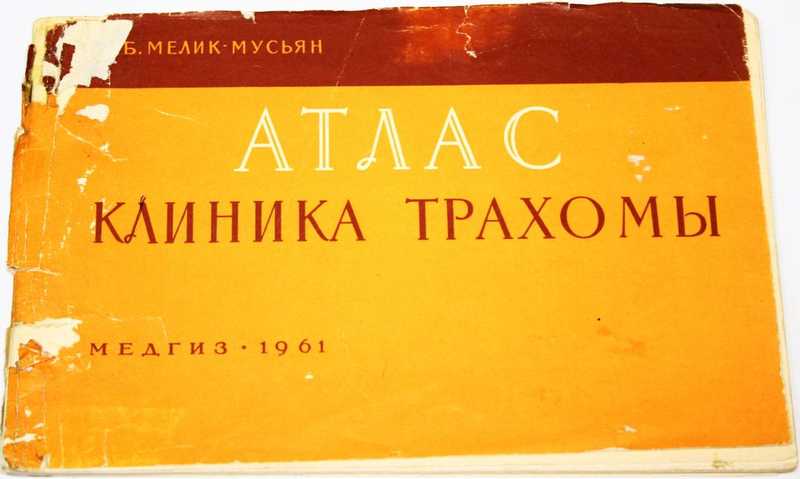 Б. МЕЛИК-МУСЬЯН
АТЛАС
КЛИНИКА ТРАХОМЫ
МЕДГИЗ · 1961